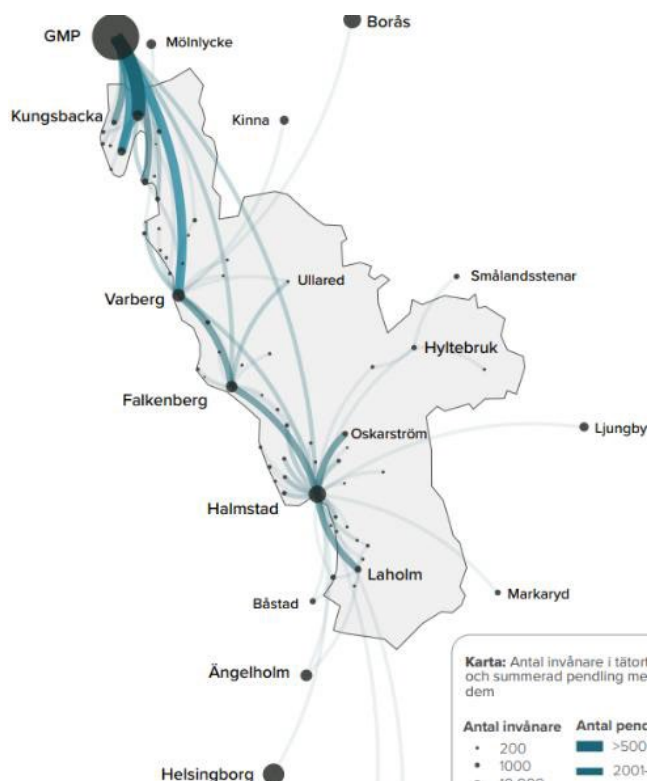 GMP
Mölnlycke
Borås
Kungsbacka
Kinna
Varberg
Ullared
Smålandsstenar
Hyltebruk
Falkenberg
Oskarström
Ljungby
Halmstad
Laholm
Båstad
Markaryd
Ängelholm
Helsingborg
Karta: Antal invånare i tätort
och summerad pendling me
dem
Antal invånare
Antal pend
200
>500
1000
2001-